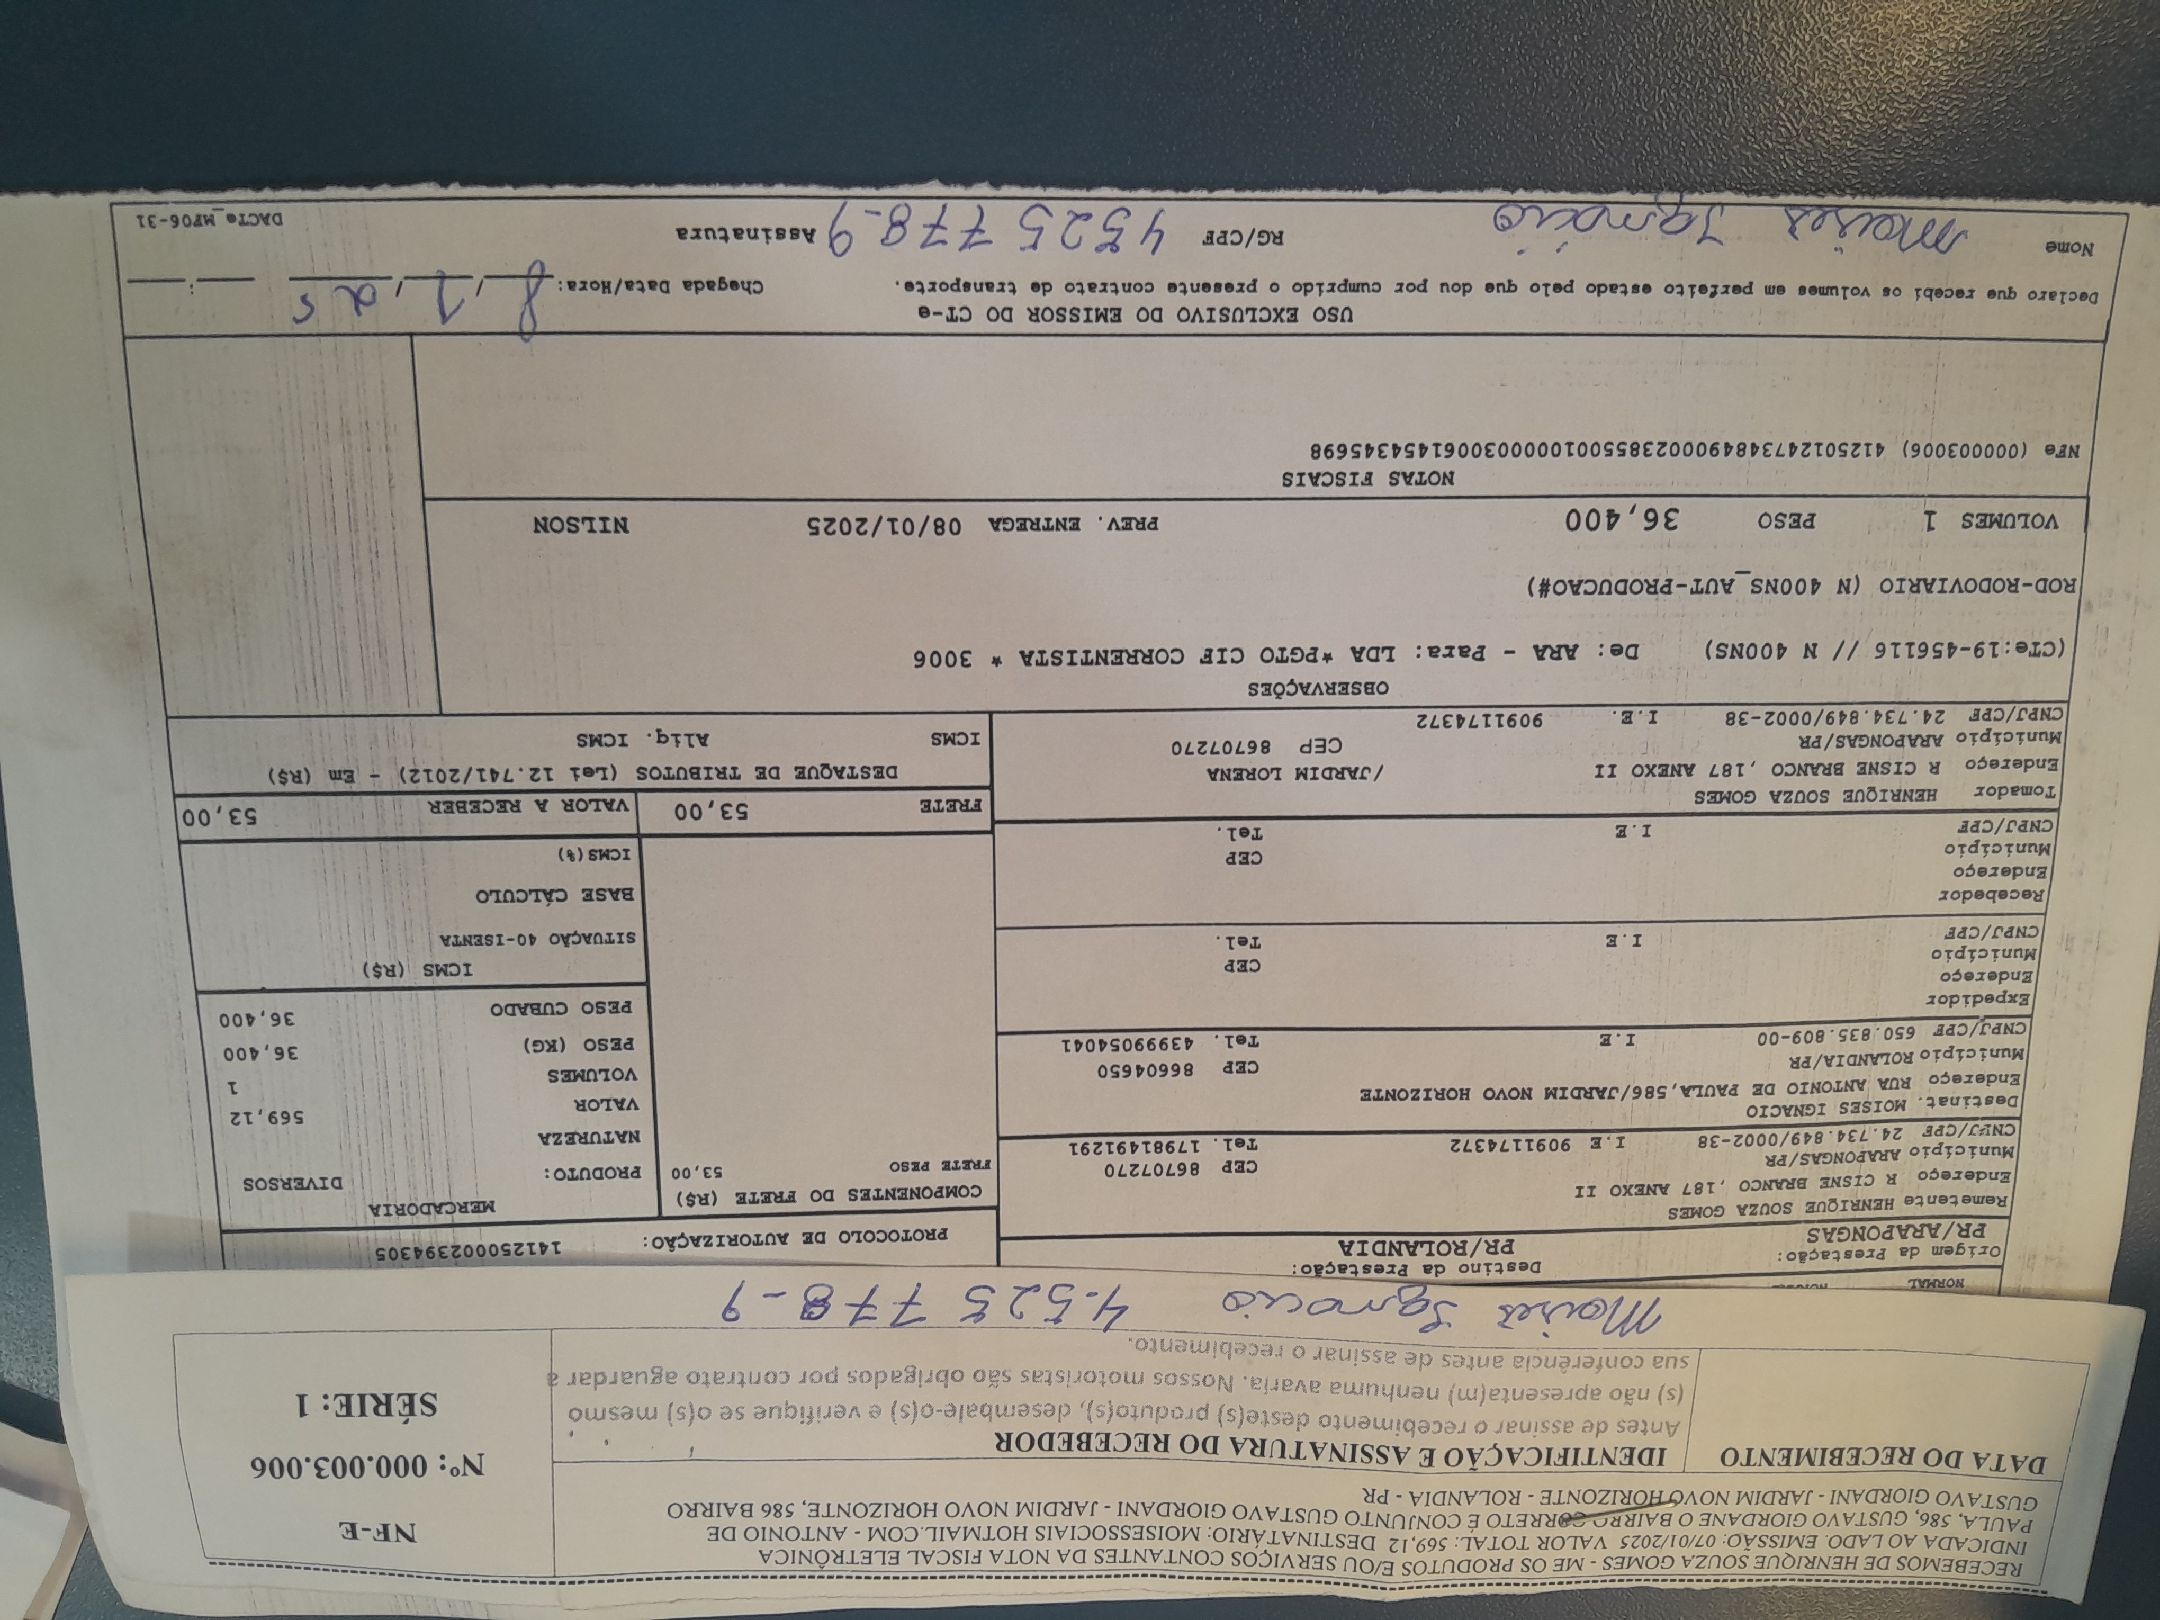 RECEBEMOS DE HENRIQUE SOUZA GOMES - ME OS PRODUTOS E/OU SERVIÇOS CONSTANTES DA NOTA FISCAL ELETRÔNICA
INDICADA AO LADO. EMISSÃO: 07/01/2025 VALOR TOTAL: 569,12 DESTINATÁRIO: MOISESSOCIAIS HOTMAIL.COM - ANTONIO DE
PAULA, 586, GUSTAVO GIORDANE O BAIRRO CORRETO É CONJUNTO GUSTAVO GIORDANI - JARDIM NOVO HORIZONTE, 586 BAIRRO
GUSTAVO GIORDANI - JARDIM NOVO HORIZONTE - ROLANDIA - PR
NF-E
Nº: 000.003.006
SÉRIE: 1
DATA DO RECEBIMENTO
IDENTIFICAÇÃO E ASSINATURA DO RECEBEDOR
Antes de assinar o recebimento deste(s) produto(s), desembale-o(s) e verifique se o(s) mesmo
(s) não apresenta(m) nenhuma avaria. Nossos motoristas são obrigados por contrato aguardar a
sua conferência antes de assinar o recebimento.
Moises Ignacio 4.525 778-9
NORMAL
Origem da Prestação:
PR/ARAPONGAS
Destino da Prestação:
PR/ROLANDIA
PROTOCOLO DE AUTORIZAÇÃO: 141250002394305
Remetente HENRIQUE SOUZA GOMES
Endereço R CISNE BRANCO ,187 ANEXO II
Município ARAPONGAS/PR CEP 86707270
CNPJ/CPF 24.734.849/0002-38 I.E 9091174372 Tel. 17981491291
Destinat. MOISES IGNACIO
Endereço RUA ANTONIO DE PAULA,586/JARDIM NOVO HORIZONTE
Município ROLANDIA/PR CEP 86604650
CNPJ/CPF 650.835.809-00 I.E Tel. 43999054041
Expedidor
Endereço
Município CEP
CNPJ/CPF I.E Tel.
Recebedor
Endereço
Município CEP
CNPJ/CPF I.E Tel.
Tomador HENRIQUE SOUZA GOMES
Endereço R CISNE BRANCO ,187 ANEXO II /JARDIM LORENA
Município ARAPONGAS/PR CEP 86707270
CNPJ/CPF 24.734.849/0002-38 I.E. 9091174372
COMPONENTES DO FRETE (R$)
FRETE PESO 53,00
MERCADORIA
PRODUTO: DIVERSOS
NATUREZA
VALOR 569,12
VOLUMES 1
PESO (KG) 36,400
PESO CUBADO 36,400
ICMS (R$)
SITUAÇÃO 40-ISENTA
BASE CÁLCULO
ICMS(%)
FRETE 53,00 VALOR A RECEBER 53,00
DESTAQUE DE TRIBUTOS (Lei 12.741/2012) - Em (R$)
ICMS Aliq. ICMS
OBSERVAÇÕES
(CTe:19-456116 // N 400NS) De: ARA - Para: LDA *PGTO CIF CORRENTISTA * 3006
ROD-RODOVIARIO (N 400NS_AUT-PRODUCAO#)
VOLUMES 1 PESO 36,400 PREV. ENTREGA 08/01/2025 NILSON
NOTAS FISCAIS
NFe (000003006) 41250124734849000238550010000030061454345698
USO EXCLUSIVO DO EMISSOR DO CT-e
Declaro que recebi os volumes em perfeito estado pelo que dou por cumprido o presente contrato de transporte.
Chegada Data/Hora: 8, 1, 25 __:__
Nome Moises Ignácio RG/CPF 4525 778-9 Assinatura
DACTe_MF06-31